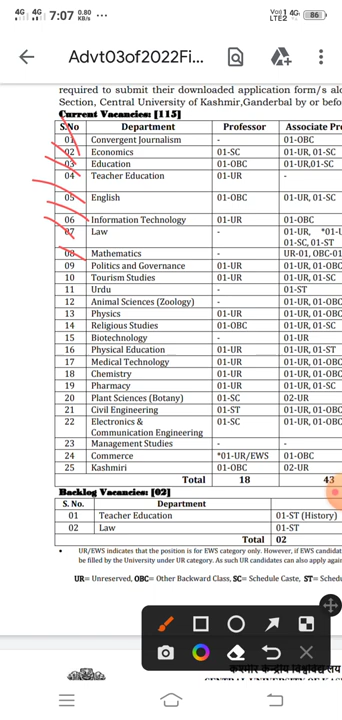 4G 4G 7:07 0.80 KB/s Vo) 1 4G LTE2 86
Advt03of2022Fi...
required to submit their downloaded application form/s al
Section, Central University of Kashmir,Ganderbal by or befo
Current Vacancies: [115]
S.No Department Professor Associate Pr
01 Convergent Journalism - 01-OBC
02 Economics 01-SC 01-UR, 01-SC
03 Education 01-OBC 01-UR,01-SC
04 Teacher Education 01-UR -
05 English 01-OBC 01-UR, 01-SC
06 Information Technology 01-UR 01-OBC
07 Law - 01-UR, *01-U
01-SC, 01-ST
08 Mathematics - UR-01, OBC-01
09 Politics and Governance 01-UR 01-UR, 01-OBC
10 Tourism Studies 01-UR 01-UR, 01-SC
11 Urdu - 01-ST
12 Animal Sciences (Zoology) - 01-UR, 01-OBC
13 Physics 01-UR 01-UR, 01-OBC
14 Religious Studies 01-OBC 01-UR, 01-SC
15 Biotechnology - 01-UR
16 Physical Education 01-UR 01-UR, 01-ST
17 Medical Technology 01-UR 01-UR, 01-OBC
18 Chemistry 01-UR 01-UR, 01-OBC
19 Pharmacy 01-UR 01-UR, 01-SC
20 Plant Sciences (Botany) 01-SC 02-UR
21 Civil Engineering 01-ST 01-UR, 01-OBC
22 Electronics & 01-SC 01-UR, 01-OBC
Communication Engineering
23 Management Studies - -
24 Commerce *01-UR/EWS 01-OBC
25 Kashmiri 01-OBC 02-UR
Total 18 43
Backlog Vacancies: [02]
S. No. Department
01 Teacher Education 01-ST (History)
02 Law 01-ST
Total 02
• UR/EWS indicates that the position is for EWS category only. However, if EWS candidat
be filled by the University under UR category. As such UR candidates can also apply again
UR= Unreserved, OBC= Other Backward Class, SC= Schedule Caste, ST= Schedu